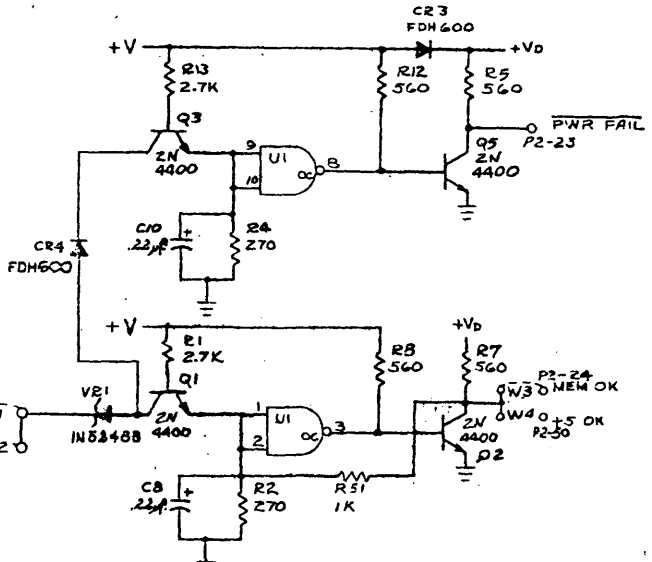 CR3
FDH600
+V
+VD
R13
2.7K
R12
560
R5
560
Q3
2N
4400
9
10
U1
OC
8
PWR FAIL
P2-23
Q5
2N
4400
C10
.22µf
+
R4
270
CR4
FDH600
+V
R1
2.7K
Q1
2N
4400
R8
560
+VD
R7
560
W3
P2-24
MEM OK
W4
+5 OK
P2-50
VR1
IN5248B
1
2
U1
OC
3
2N
4400
Q2
C8
.22µf
+
R2
270
R51
1K
2